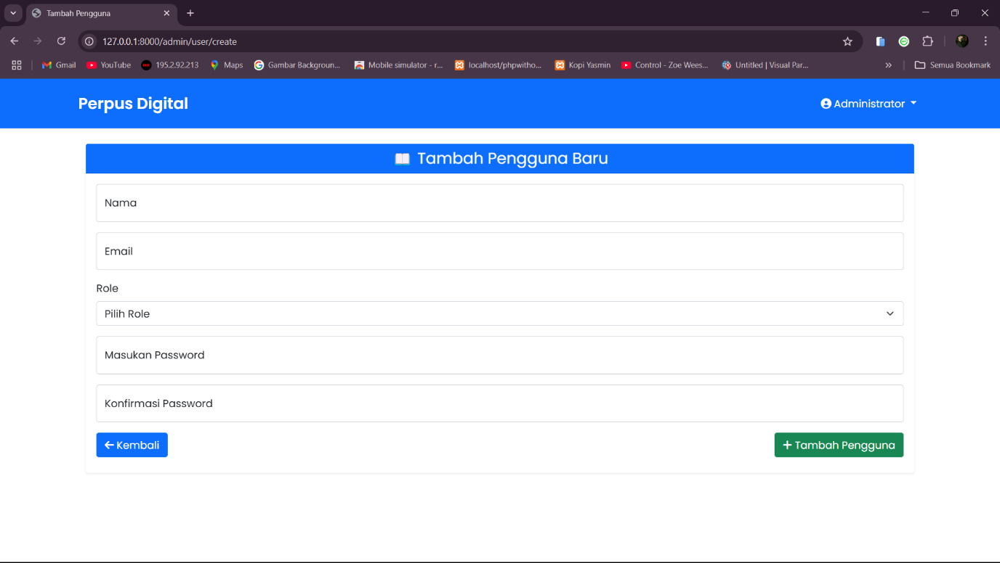 Tambah Pengguna
127.0.0.1:8000/admin/user/create
Gmail
YouTube
195.2.92.213
Maps
Gambar Backgroun...
Mobile simulator - r...
localhost/phpwitho...
Kopi Yasmin
Control - Zoe Wees...
Untitled | Visual Par...
Semua Bookmark
Perpus Digital
Administrator
Tambah Pengguna Baru
Nama
Email
Role
Pilih Role
Masukan Password
Konfirmasi Password
Kembali
Tambah Pengguna